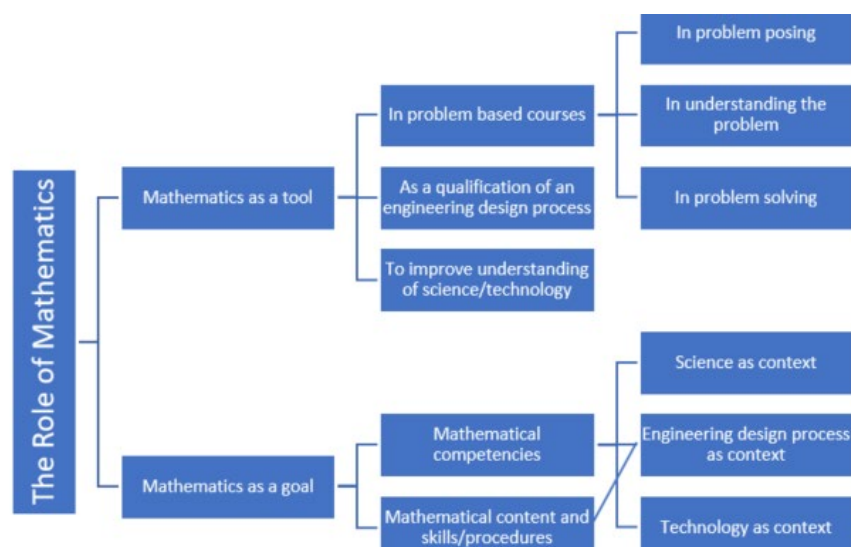 The Role of Mathematics
Mathematics as a tool
In problem based courses
In problem posing
In understanding the
problem
In problem solving
As a qualification of an
engineering design process
To improve understanding
of science/technology
Mathematics as a goal
Mathematical
competencies
Mathematical content and
skills/procedures
Science as context
Engineering design process
as context
Technology as context